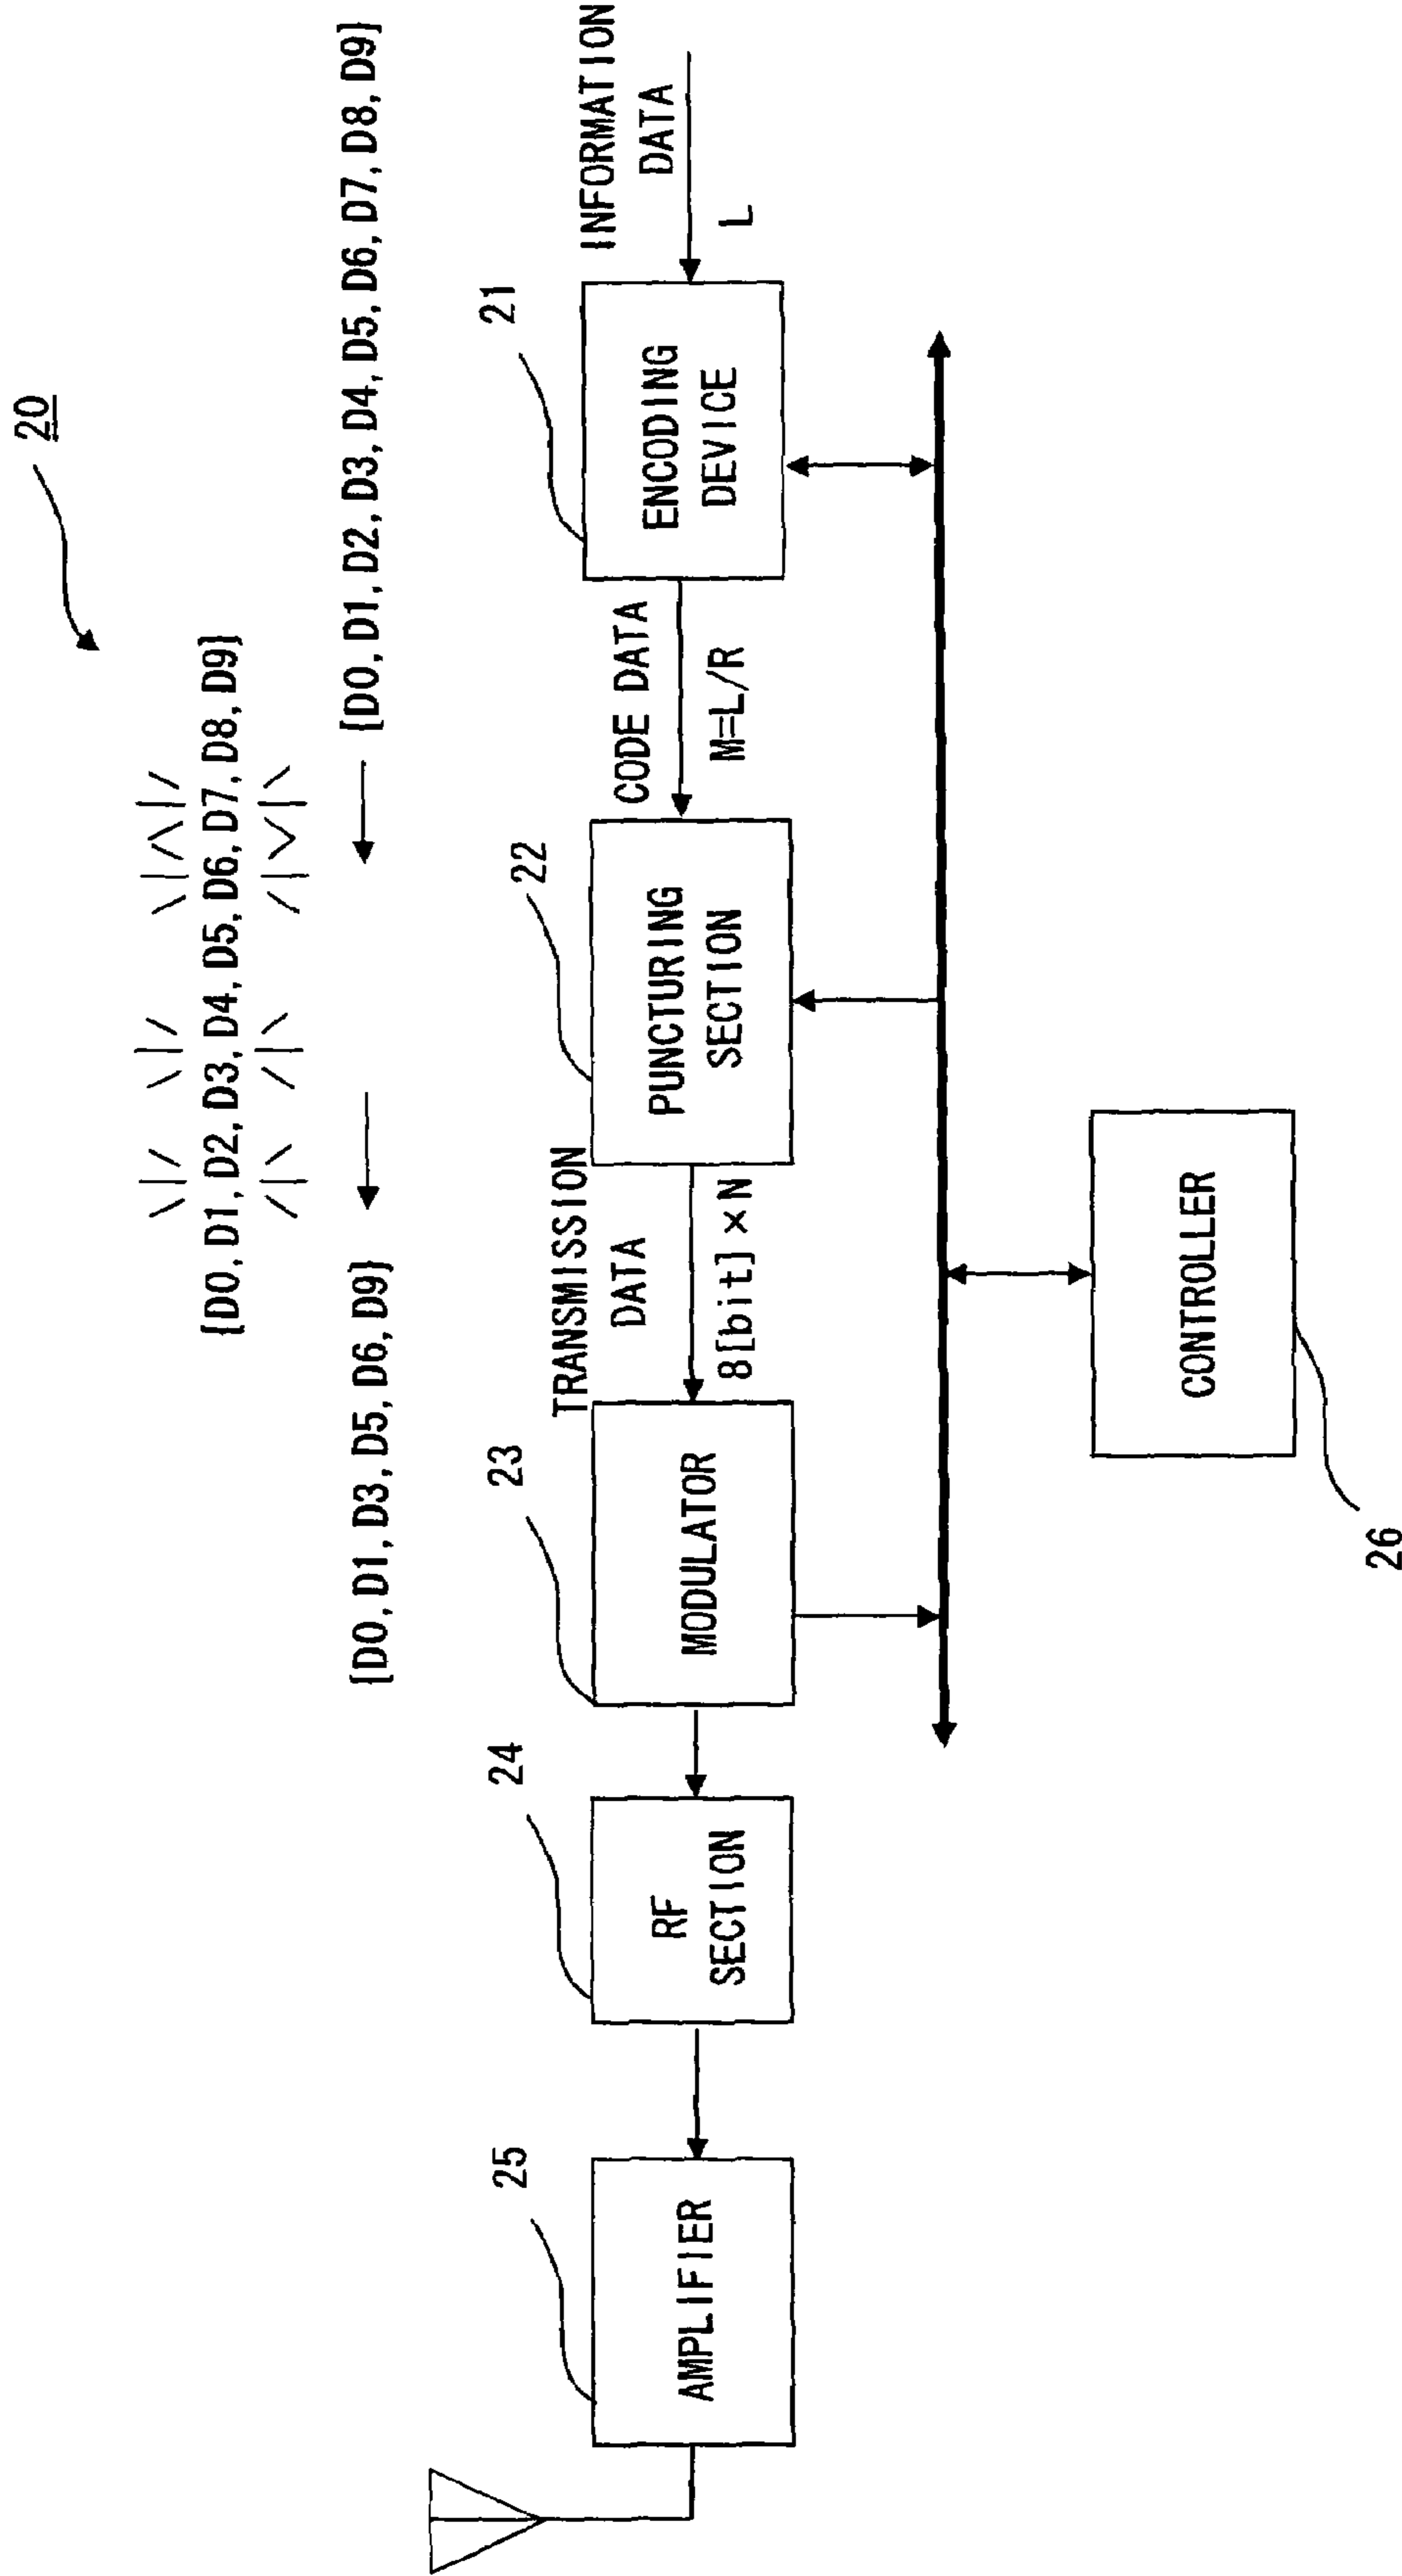 20
{D0, D1, D2, D3, D4, D5, D6, D7, D8, D9}
{D0, D1, D3, D5, D6, D9}
{D0, D1, D2, D3, D4, D5, D6, D7, D8, D9}
25
24
23
22
21
AMPLIFIER
RF
SECTION
MODULATOR
TRANSMISSION
DATA
8[bit]×N
PUNCTURING
SECTION
CODE DATA
M=L/R
ENCODING
DEVICE
INFORMATION
DATA
L
CONTROLLER
26